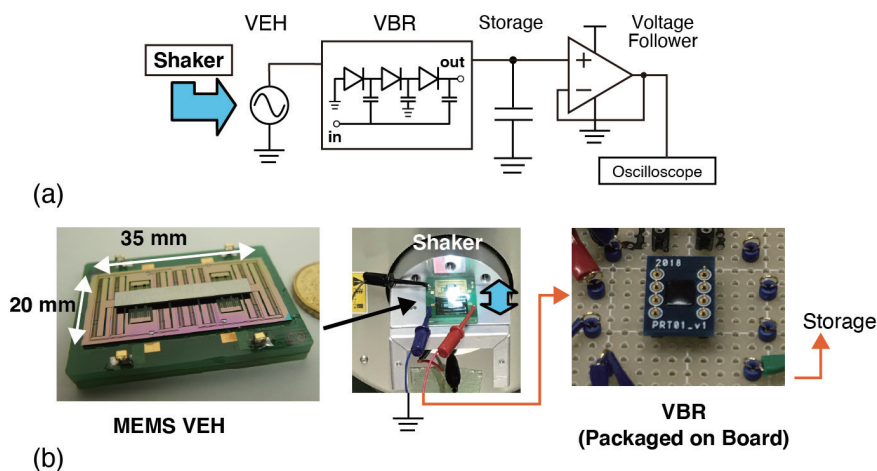 VEH
VBR
Storage
Voltage
Follower
Shaker
out
in
+
−
Oscilloscope
(a)
35 mm
20 mm
MEMS VEH
Shaker
2018
PRT01_v1
VBR
(Packaged on Board)
Storage
(b)